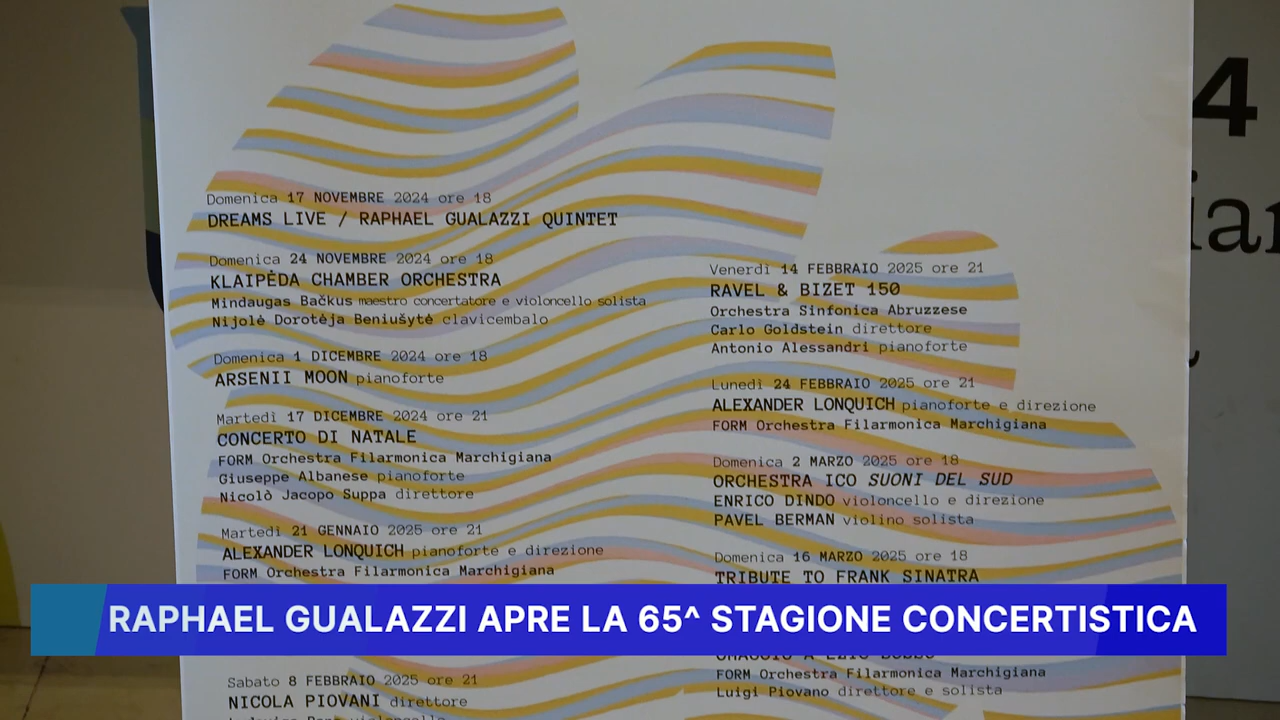 Domenica 17 NOVEMBRE 2024 ore 18
DREAMS LIVE / RAPHAEL GUALAZZI QUINTET
Domenica 24 NOVEMBRE 2024 ore 18
KLAIPĖDA CHAMBER ORCHESTRA
Mindaugas Bačkus maestro concertatore e violoncello solista
Nijolė Dorotėja Beniušytė clavicembalo
Domenica 1 DICEMBRE 2024 ore 18
ARSENII MOON pianoforte
Martedì 17 DICEMBRE 2024 ore 21
CONCERTO DI NATALE
FORM Orchestra Filarmonica Marchigiana
Giuseppe Albanese pianoforte
Nicolò Jacopo Suppa direttore
Martedì 21 GENNAIO 2025 ore 21
ALEXANDER LONQUICH pianoforte e direzione
FORM Orchestra Filarmonica Marchigiana
Sabato 8 FEBBRAIO 2025 ore 21
NICOLA PIOVANI direttore
Venerdì 14 FEBBRAIO 2025 ore 21
RAVEL & BIZET 150
Orchestra Sinfonica Abruzzese
Carlo Goldstein direttore
Antonio Alessandri pianoforte
Lunedì 24 FEBBRAIO 2025 ore 21
ALEXANDER LONQUICH pianoforte e direzione
FORM Orchestra Filarmonica Marchigiana
Domenica 2 MARZO 2025 ore 18
ORCHESTRA ICO SUONI DEL SUD
ENRICO DINDO violoncello e direzione
PAVEL BERMAN violino solista
Domenica 16 MARZO 2025 ore 18
TRIBUTE TO FRANK SINATRA
FORM Orchestra Filarmonica Marchigiana
Luigi Piovano direttore e solista
4
RAPHAEL GUALAZZI APRE LA 65^ STAGIONE CONCERTISTICA